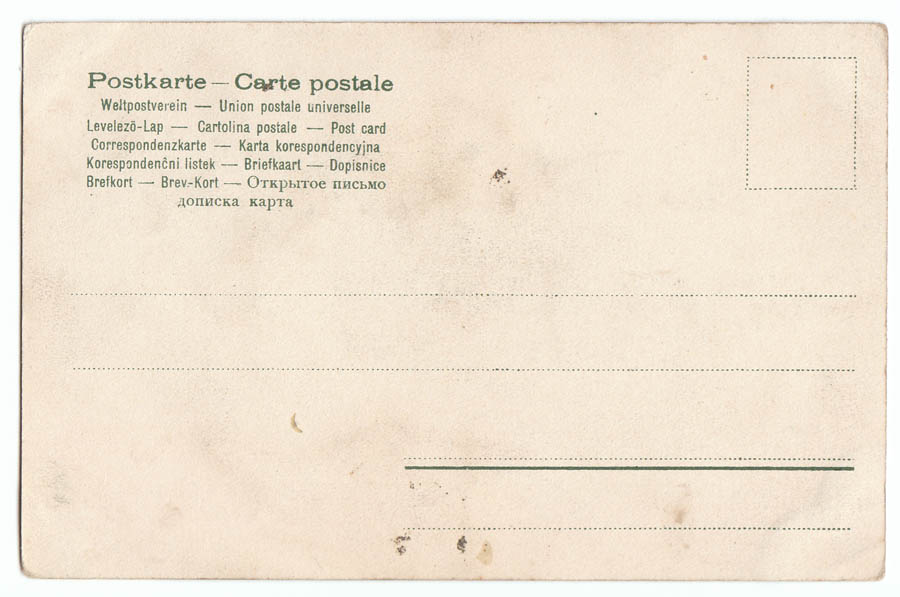 Postkarte — Carte postale
Weltpostverein — Union postale universelle
Levelező-Lap — Cartolina postale — Post card
Correspondenzkarte — Karta korespondencyjna
Korespondenční listek — Briefkaart — Dopisnice
Brefkort — Brev.-Kort — Открытое письмо
дописка карта